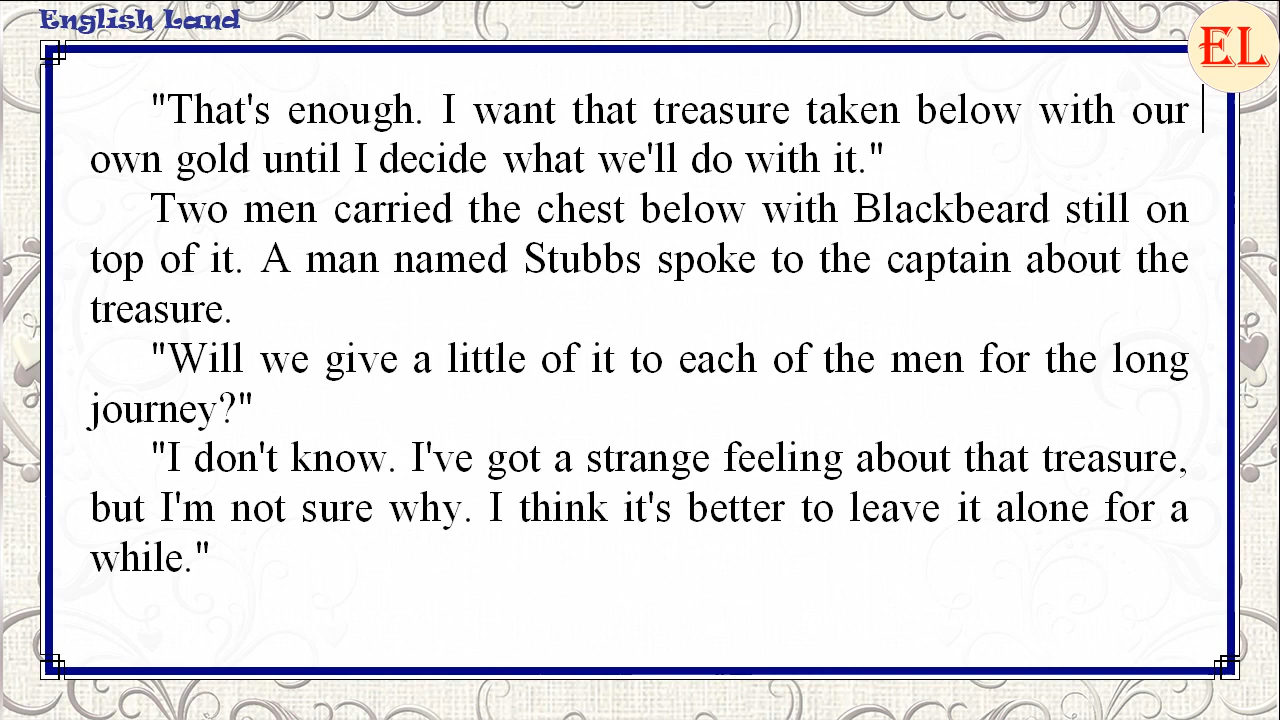 English Land
EL
"That's enough. I want that treasure taken below with our
own gold until I decide what we'll do with it."
Two men carried the chest below with Blackbeard still on
top of it. A man named Stubbs spoke to the captain about the
treasure.
"Will we give a little of it to each of the men for the long
journey?"
"I don't know. I've got a strange feeling about that treasure,
but I'm not sure why. I think it's better to leave it alone for a
while."